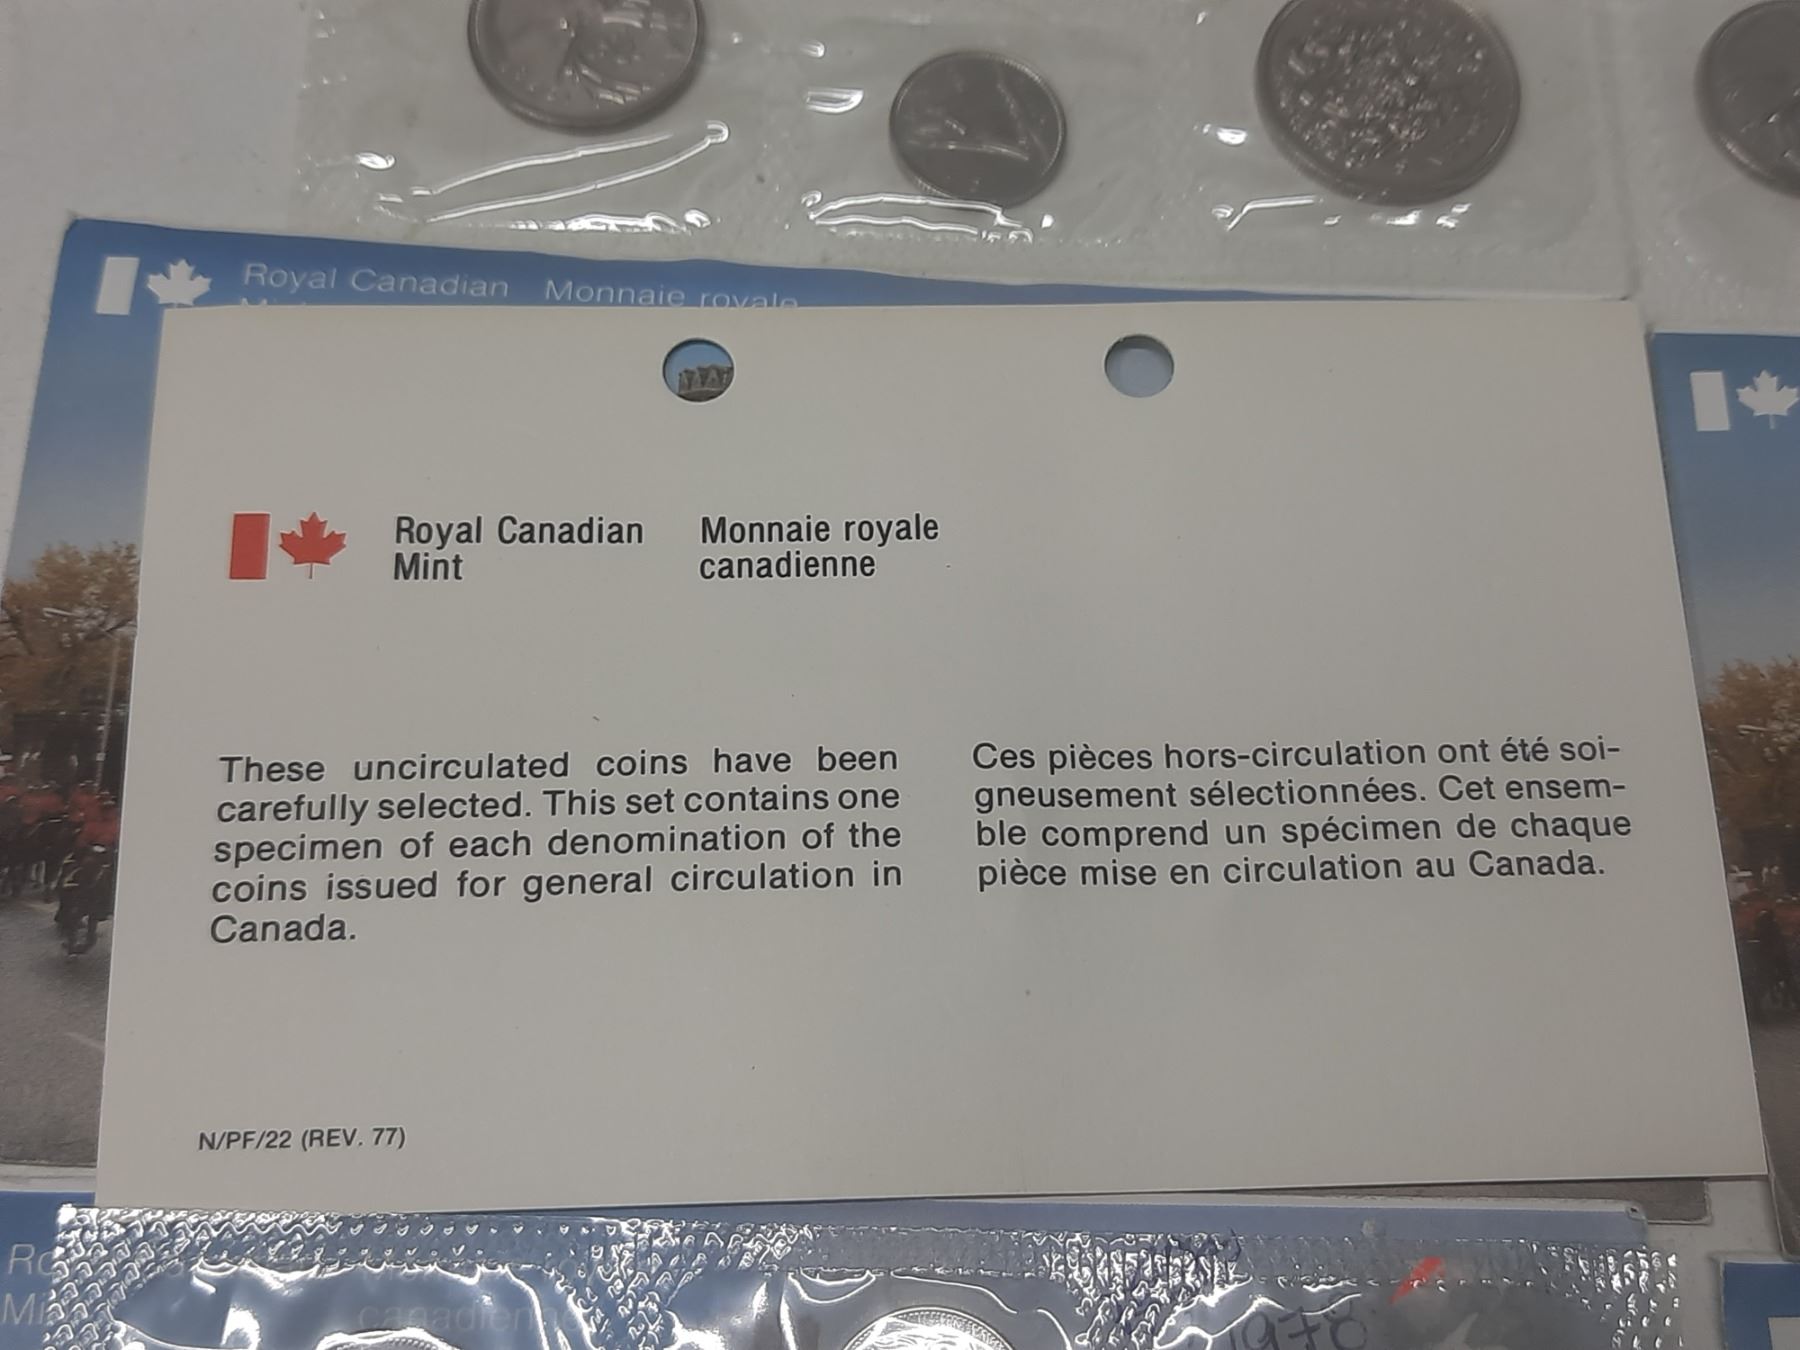 Royal Canadian Monnaie royale
Royal Canadian Monnaie royale
Mint canadienne
These uncirculated coins have been
carefully selected. This set contains one
specimen of each denomination of the
coins issued for general circulation in
Canada.
Ces pièces hors-circulation ont été soi-
gneusement sélectionnées. Cet ensem-
ble comprend un spécimen de chaque
pièce mise en circulation au Canada.
N/PF/22 (REV. 77)
canadienne
1978